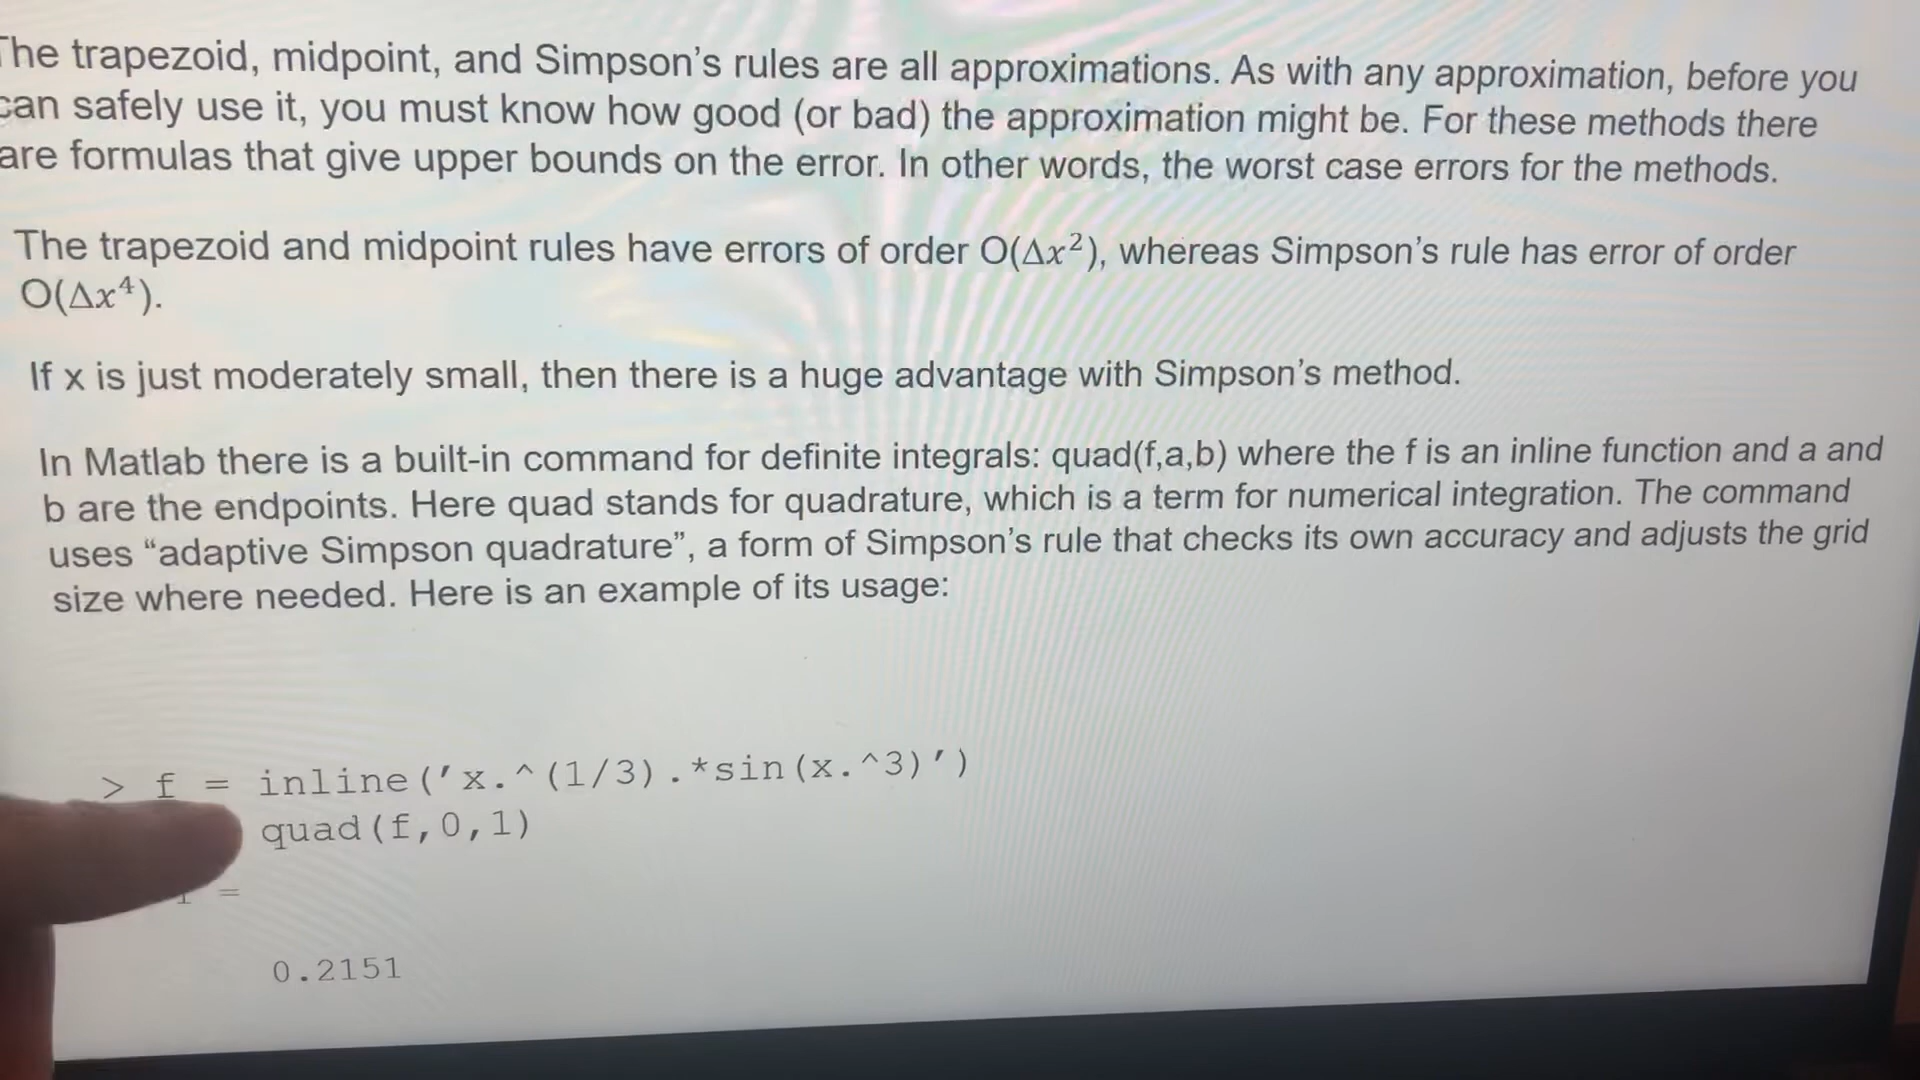 The trapezoid, midpoint, and Simpson's rules are all approximations. As with any approximation, before you
can safely use it, you must know how good (or bad) the approximation might be. For these methods there
are formulas that give upper bounds on the error. In other words, the worst case errors for the methods.
The trapezoid and midpoint rules have errors of order O(Δx²), whereas Simpson's rule has error of order
O(Δx⁴).
If x is just moderately small, then there is a huge advantage with Simpson's method.
In Matlab there is a built-in command for definite integrals: quad(f,a,b) where the f is an inline function and a and
b are the endpoints. Here quad stands for quadrature, which is a term for numerical integration. The command
uses “adaptive Simpson quadrature”, a form of Simpson's rule that checks its own accuracy and adjusts the grid
size where needed. Here is an example of its usage:
> f = inline('x.^(1/3).*sin(x.^3)')
quad(f,0,1)
=
0.2151